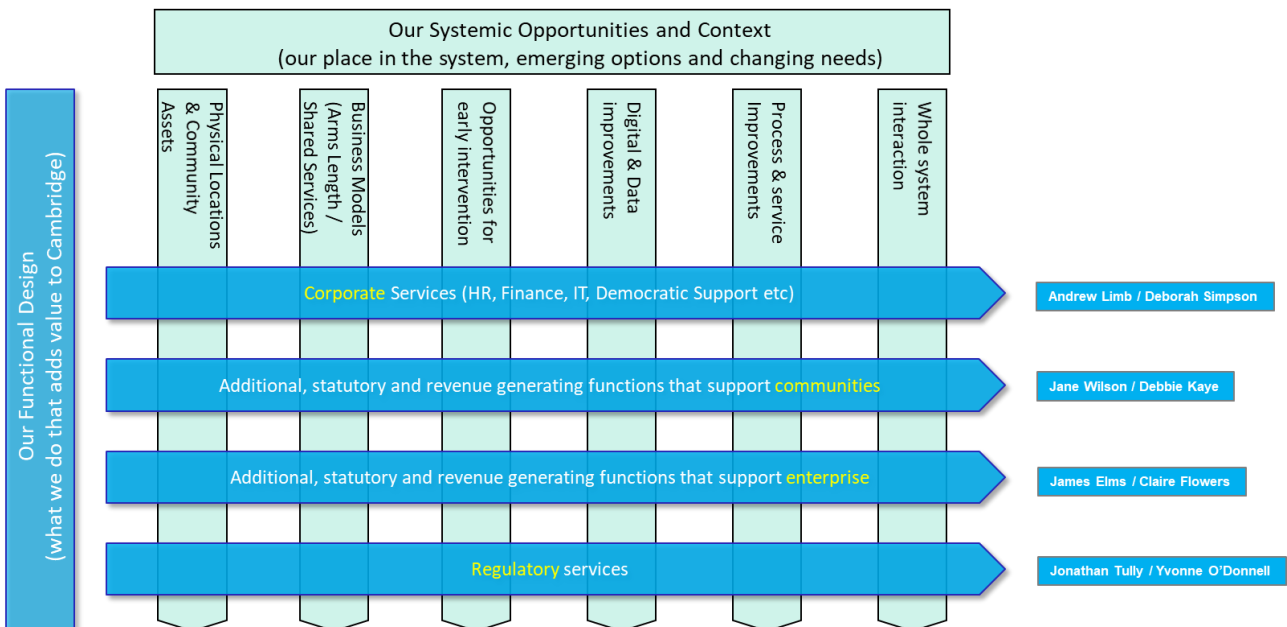 Our Systemic Opportunities and Context
(our place in the system, emerging options and changing needs)
Our Functional Design
(what we do that adds value to Cambridge)
Physical Locations
& Community
Assets
Business Models
(Arms Length /
Shared Services)
Opportunities for
early intervention
Digital & Data
improvements
Process & service
Improvements
Whole system
interaction
Corporate Services (HR, Finance, IT, Democratic Support etc)
Andrew Limb / Deborah Simpson
Additional, statutory and revenue generating functions that support communities
Jane Wilson / Debbie Kaye
Additional, statutory and revenue generating functions that support enterprise
James Elms / Claire Flowers
Regulatory services
Jonathan Tully / Yvonne O’Donnell